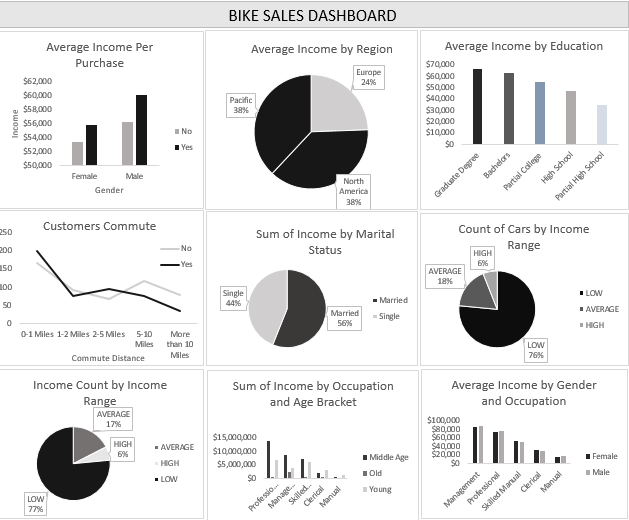 BIKE SALES DASHBOARD
Average Income Per
Purchase
$62,000
$60,000
$58,000
$56,000
$54,000
$52,000
$50,000
Income
Female
Male
Gender
No
Yes
Average Income by Region
Europe
24%
Pacific
38%
North
America
38%
Average Income by Education
$70,000
$60,000
$50,000
$40,000
$30,000
$20,000
$10,000
$0
Graduate Degree
Bachelors
Partial College
High School
Partial High School
Customers Commute
250
200
150
100
50
0
No
Yes
0-1 Miles
1-2 Miles
2-5 Miles
5-10
Miles
More
than 10
Miles
Commute Distance
Sum of Income by Marital
Status
Single
44%
Married
56%
Married
Single
Count of Cars by Income
Range
HIGH
6%
AVERAGE
18%
LOW
76%
LOW
AVERAGE
HIGH
Income Count by Income
Range
AVERAGE
17%
HIGH
6%
LOW
77%
AVERAGE
HIGH
LOW
Sum of Income by Occupation
and Age Bracket
$15,000,000
$10,000,000
$5,000,000
$0
Professio...
Manage...
Skilled...
Clerical
Manual
Middle Age
Old
Young
Average Income by Gender
and Occupation
$100,000
$80,000
$60,000
$40,000
$20,000
$0
Management
Professional
Skilled Manual
Clerical
Manual
Female
Male